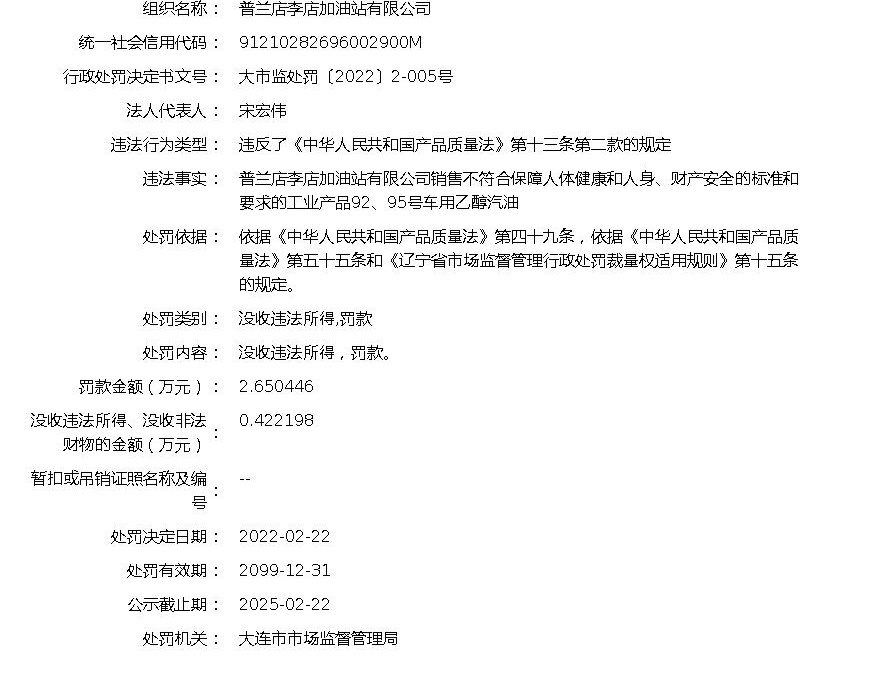 组织名称： 普兰店李店加油站有限公司
统一社会信用代码： 91210282696002900M
行政处罚决定书文号： 大市监处罚〔2022〕2-005号
法人代表人： 宋宏伟
违法行为类型： 违反了《中华人民共和国产品质量法》第十三条第二款的规定
违法事实： 普兰店李店加油站有限公司销售不符合保障人体健康和人身、财产安全的标准和
要求的工业产品92、95号车用乙醇汽油
处罚依据： 依据《中华人民共和国产品质量法》第四十九条，依据《中华人民共和国产品质
量法》第五十五条和《辽宁省市场监督管理行政处罚裁量权适用规则》第十五条
的规定。
处罚类别： 没收违法所得,罚款
处罚内容： 没收违法所得，罚款。
罚款金额（万元）： 2.650446
没收违法所得、没收非法 0.422198
财物的金额（万元）：
暂扣或吊销证照名称及编 --
号：
处罚决定日期： 2022-02-22
处罚有效期： 2099-12-31
公示截止期： 2025-02-22
处罚机关： 大连市市场监督管理局